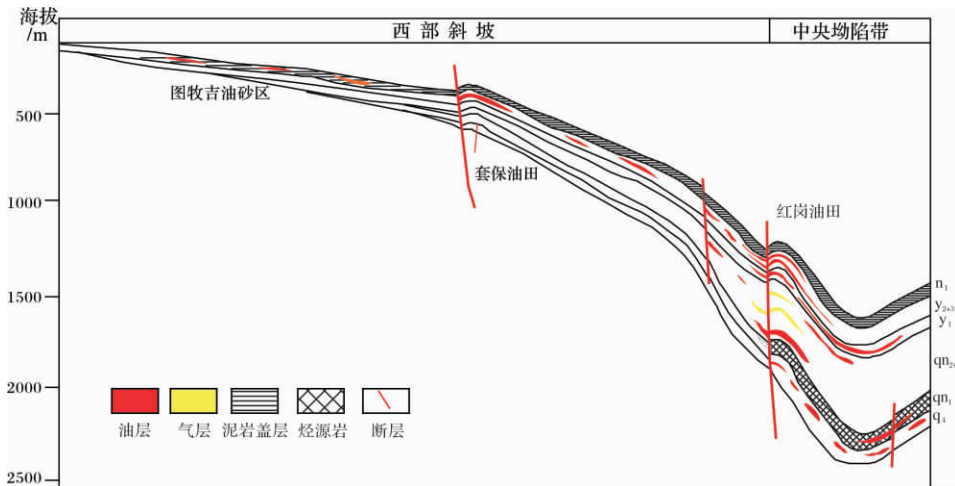 海拔
/m
西部斜坡
中央坳陷带
图牧吉油砂区
500
套保油田
1000
红岗油田
n₁
1500
y₂₊₃
y₁
qn₂₊
2000
qn₁
q₄
油层
气层
泥岩盖层
烃源岩
断层
2500